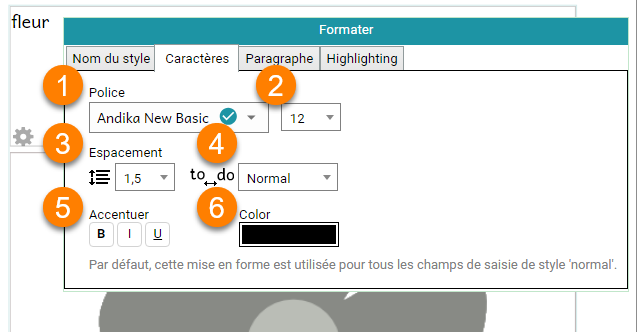 fleur
Formater
Nom du style Caractères Paragraphe Highlighting
1 2
Police
Andika New Basic 12
3 4
Espacement
1,5 to do Normal
5 6
Accentuer Color
B I U
Par défaut, cette mise en forme est utilisée pour tous les champs de saisie de style 'normal'.